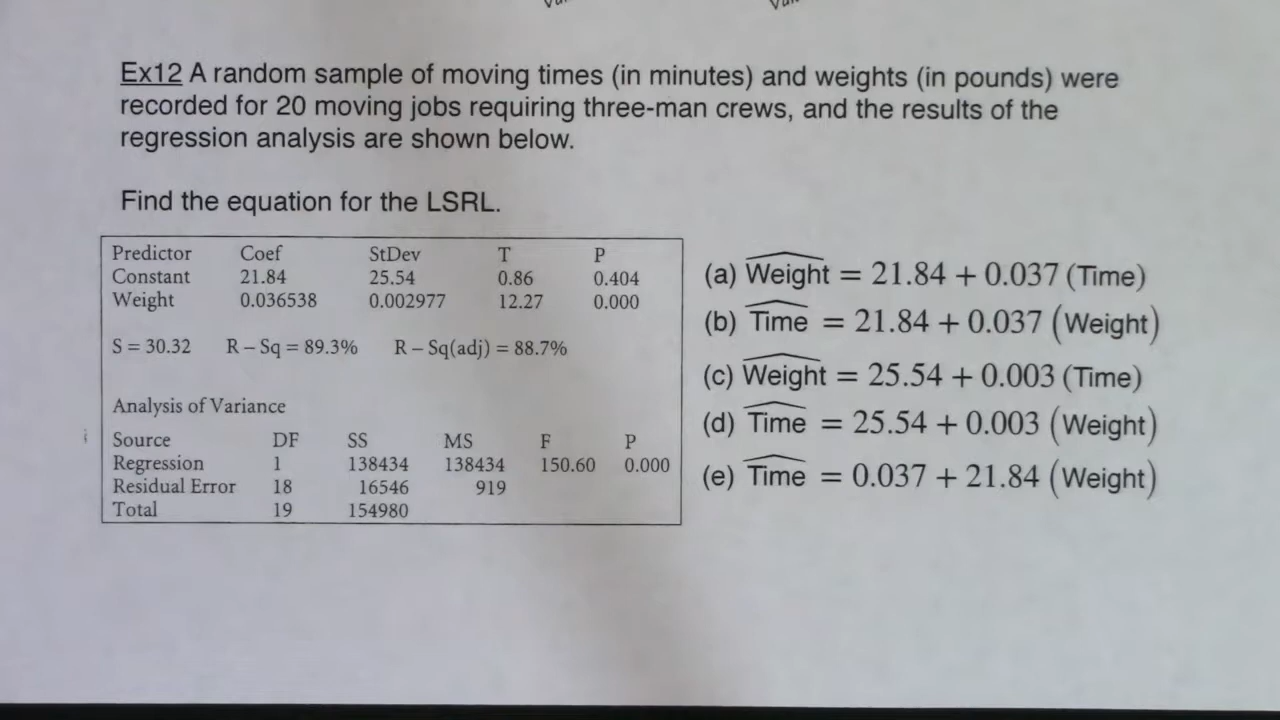 Ex12 A random sample of moving times (in minutes) and weights (in pounds) were
recorded for 20 moving jobs requiring three-man crews, and the results of the
regression analysis are shown below.
Find the equation for the LSRL.
Predictor Coef StDev T P
Constant 21.84 25.54 0.86 0.404
Weight 0.036538 0.002977 12.27 0.000
S = 30.32 R – Sq = 89.3% R – Sq(adj) = 88.7%
Analysis of Variance
Source DF SS MS F P
Regression 1 138434 138434 150.60 0.000
Residual Error 18 16546 919
Total 19 154980
(a) Weight = 21.84 + 0.037 (Time)
(b) Time = 21.84 + 0.037 (Weight)
(c) Weight = 25.54 + 0.003 (Time)
(d) Time = 25.54 + 0.003 (Weight)
(e) Time = 0.037 + 21.84 (Weight)